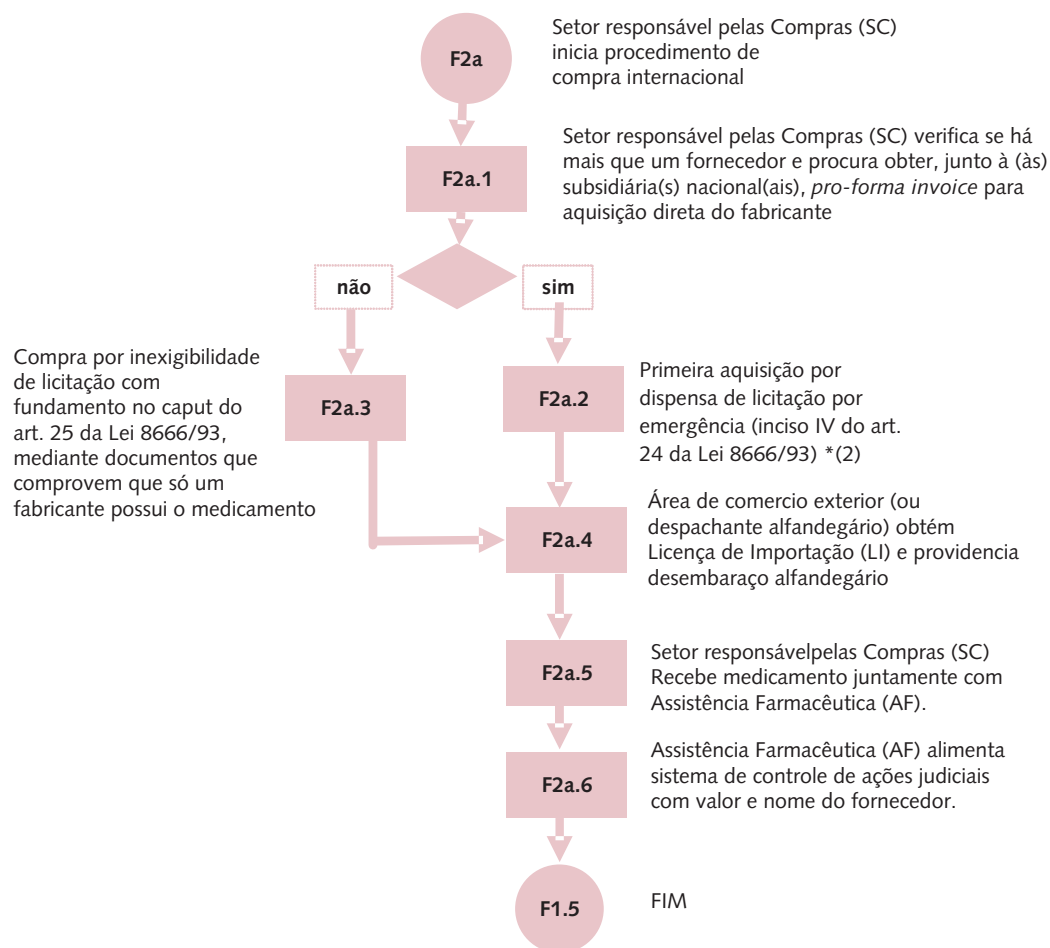 F2a
Setor responsável pelas Compras (SC)
inicia procedimento de
compra internacional
F2a.1
Setor responsável pelas Compras (SC) verifica se há
mais que um fornecedor e procura obter, junto à (às)
subsidiária(s) nacional(ais), pro-forma invoice para
aquisição direta do fabricante
não
sim
Compra por inexigibilidade
de licitação com
fundamento no caput do
art. 25 da Lei 8666/93,
mediante documentos que
comprovem que só um
fabricante possui o medicamento
F2a.3
F2a.2
Primeira aquisição por
dispensa de licitação por
emergência (inciso IV do art.
24 da Lei 8666/93) *(2)
F2a.4
Área de comercio exterior (ou
despachante alfandegário) obtém
Licença de Importação (LI) e providencia
desembaraço alfandegário
F2a.5
Setor responsávelpelas Compras (SC)
Recebe medicamento juntamente com
Assistência Farmacêutica (AF).
F2a.6
Assistência Farmacêutica (AF) alimenta
sistema de controle de ações judiciais
com valor e nome do fornecedor.
F1.5
FIM